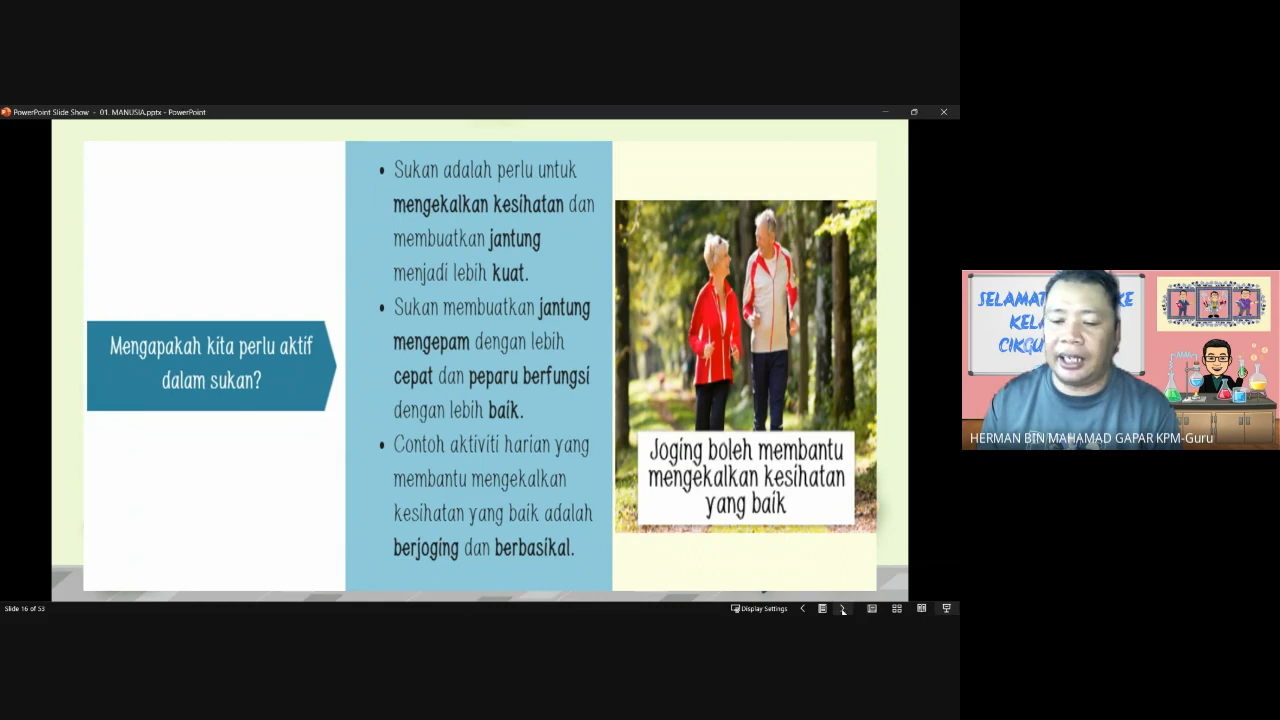 PowerPoint Slide Show - 01. MANUSIA.pptx - PowerPoint
Mengapakah kita perlu aktif
dalam sukan?
• Sukan adalah perlu untuk
mengekalkan kesihatan dan
membuatkan jantung
menjadi lebih kuat.
• Sukan membuatkan jantung
mengepam dengan lebih
cepat dan peparu berfungsi
dengan lebih baik.
• Contoh aktiviti harian yang
membantu mengekalkan
kesihatan yang baik adalah
berjoging dan berbasikal.
Joging boleh membantu
mengekalkan kesihatan
yang baik
Slide 16 of 53
Display Settings
SELAMAT KE
KEL
CIKGU
HERMAN BIN MAHAMAD GAPAR KPM-Guru